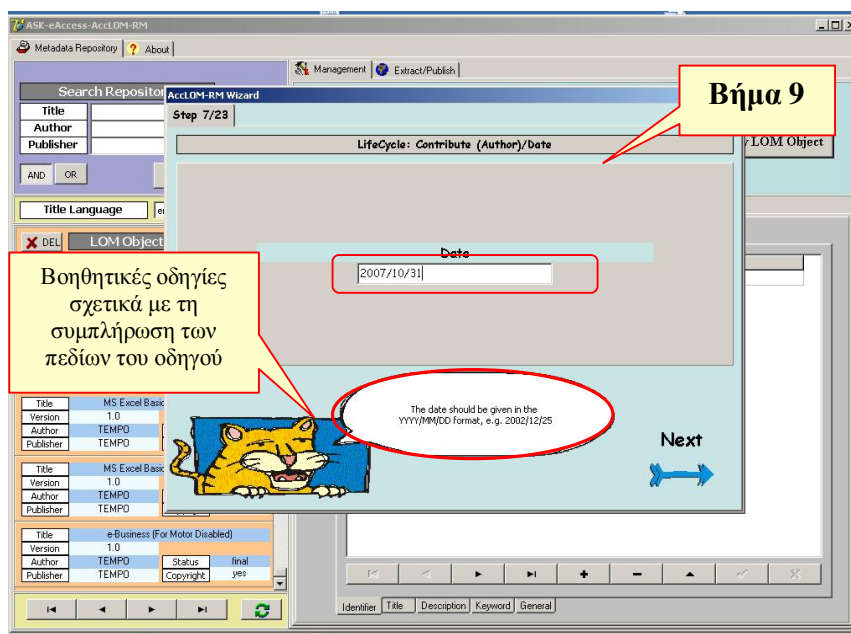 ASK-eAccess-AccLOM-RM
Metadata Repository
About
Management
Extract/Publish
Search Reposito
Title
Author
Publisher
AND
OR
Title Language
DEL
LOM Object
AccLOM-RM Wizard
Step 7/23
LifeCycle: Contribute (Author)/Date
Date
2007/10/31
The date should be given in the
YYYY/MM/DD format, e.g. 2002/12/25
Next
Βήμα 9
LOM Object
Βοηθητικές οδηγίες
σχετικά με τη
συμπλήρωση των
πεδίων του οδηγού
Title MS Excel Basic
Version 1.0
Author TEMPO
Publisher TEMPO
Title MS Excel Basic
Version 1.0
Author TEMPO
Publisher TEMPO
Title e-Business (For Motor Disabled)
Version 1.0
Author TEMPO Status final
Publisher TEMPO Copyright yes
Identifier Title Description Keyword General